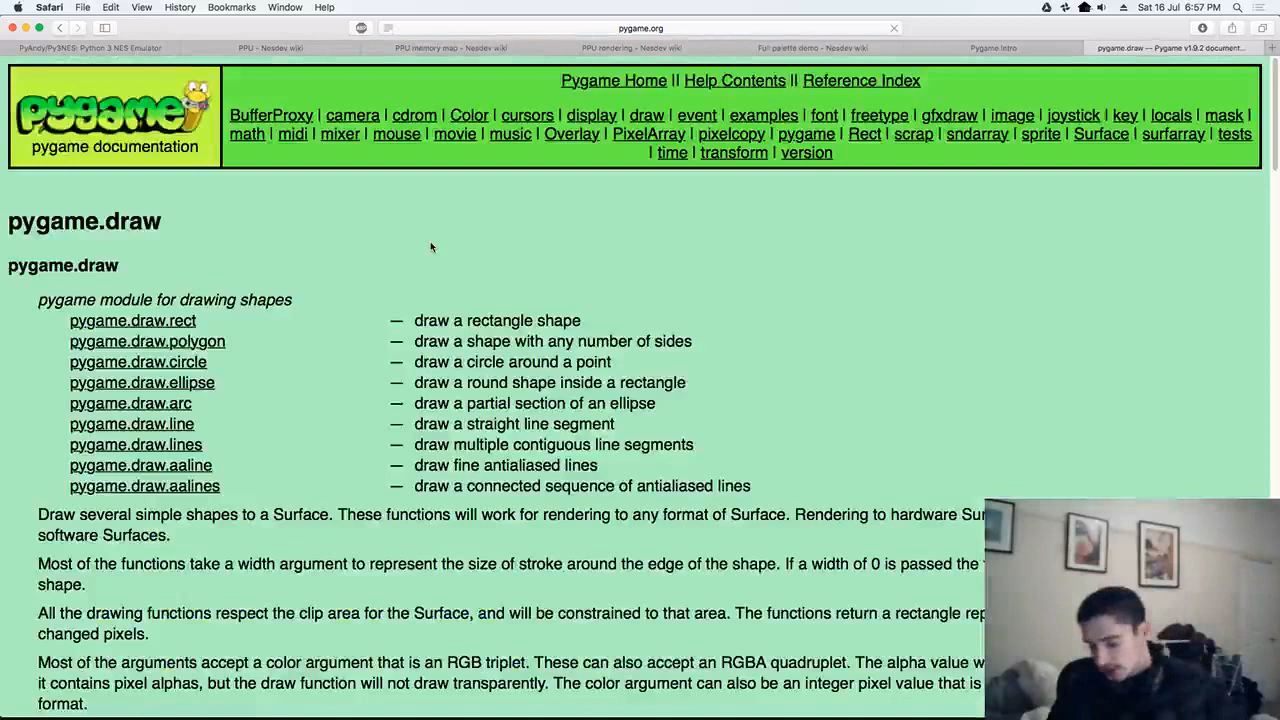 Safari File Edit View History Bookmarks Window Help Sat 16 Jul 6:57 PM
pygame.org
PyAndy/Py3NES: Python 3 NES Emulator PPU - Nesdev wiki PPU memory map - Nesdev wiki PPU rendering - Nesdev wiki Full palette demo - Nesdev wiki Pygame Intro pygame.draw — Pygame v1.9.2 document...
pygame
pygame documentation
Pygame Home || Help Contents || Reference Index
BufferProxy | camera | cdrom | Color | cursors | display | draw | event | examples | font | freetype | gfxdraw | image | joystick | key | locals | mask |
math | midi | mixer | mouse | movie | music | Overlay | PixelArray | pixelcopy | pygame | Rect | scrap | sndarray | sprite | Surface | surfarray | tests
| time | transform | version
pygame.draw
pygame.draw
pygame module for drawing shapes
pygame.draw.rect — draw a rectangle shape
pygame.draw.polygon — draw a shape with any number of sides
pygame.draw.circle — draw a circle around a point
pygame.draw.ellipse — draw a round shape inside a rectangle
pygame.draw.arc — draw a partial section of an ellipse
pygame.draw.line — draw a straight line segment
pygame.draw.lines — draw multiple contiguous line segments
pygame.draw.aaline — draw fine antialiased lines
pygame.draw.aalines — draw a connected sequence of antialiased lines
Draw several simple shapes to a Surface. These functions will work for rendering to any format of Surface. Rendering to hardware Sur
software Surfaces.
Most of the functions take a width argument to represent the size of stroke around the edge of the shape. If a width of 0 is passed the
shape.
All the drawing functions respect the clip area for the Surface, and will be constrained to that area. The functions return a rectangle rep
changed pixels.
Most of the arguments accept a color argument that is an RGB triplet. These can also accept an RGBA quadruplet. The alpha value w
it contains pixel alphas, but the draw function will not draw transparently. The color argument can also be an integer pixel value that is
format.